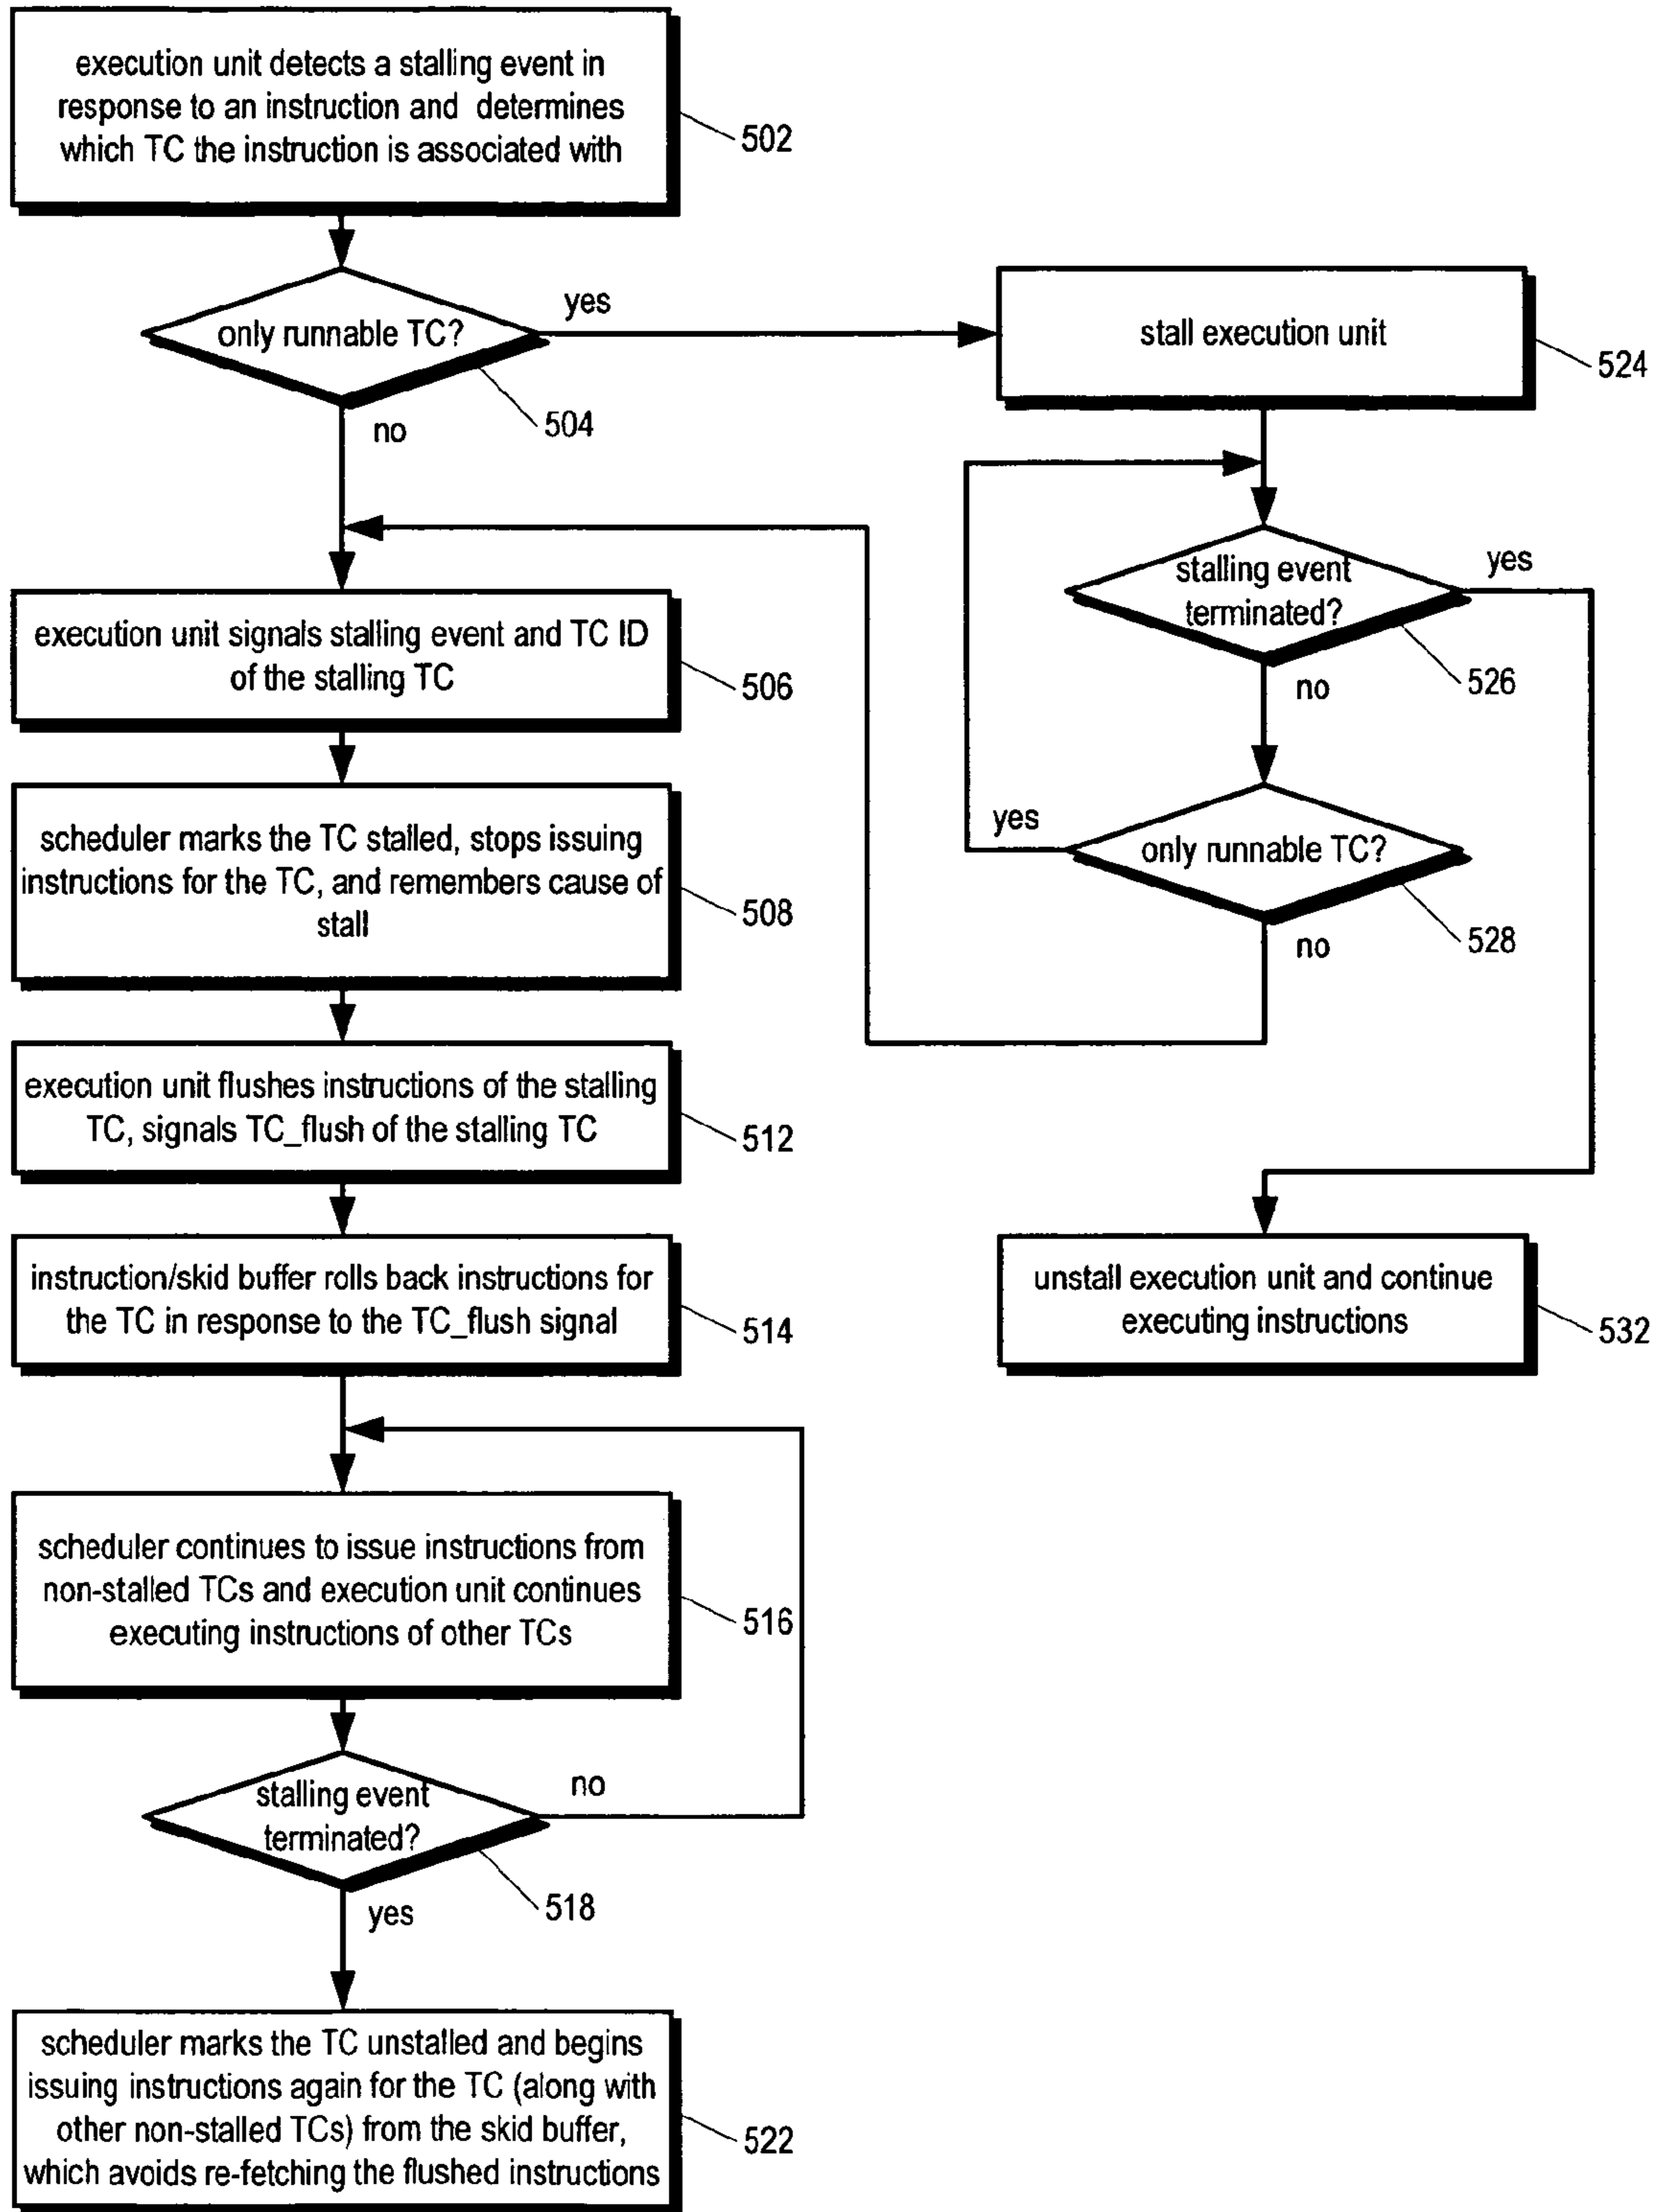 execution unit detects a stalling event in
response to an instruction and determines
which TC the instruction is associated with
502
only runnable TC?
yes
504
no
stall execution unit
524
stalling event
terminated?
yes
526
no
only runnable TC?
yes
528
no
unstall execution unit and continue
executing instructions
532
execution unit signals stalling event and TC ID
of the stalling TC
506
scheduler marks the TC stalled, stops issuing
instructions for the TC, and remembers cause of
stall
508
execution unit flushes instructions of the stalling
TC, signals TC_flush of the stalling TC
512
instruction/skid buffer rolls back instructions for
the TC in response to the TC_flush signal
514
scheduler continues to issue instructions from
non-stalled TCs and execution unit continues
executing instructions of other TCs
516
stalling event
terminated?
no
518
yes
scheduler marks the TC unstalled and begins
issuing instructions again for the TC (along with
other non-stalled TCs) from the skid buffer,
which avoids re-fetching the flushed instructions
522